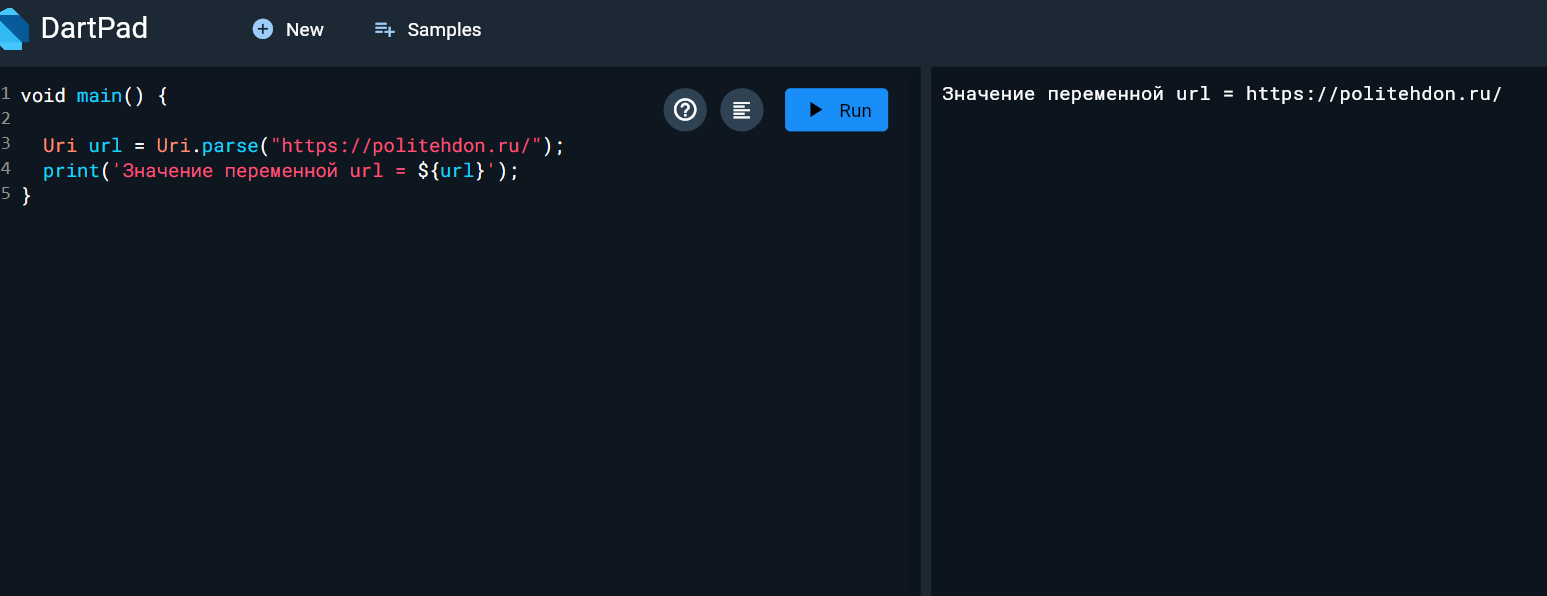 DartPad
New
Samples
1 void main() {
2
3 Uri url = Uri.parse("https://politehdon.ru/");
4 print('Значение переменной url = ${url}');
5 }
Run
Значение переменной url = https://politehdon.ru/